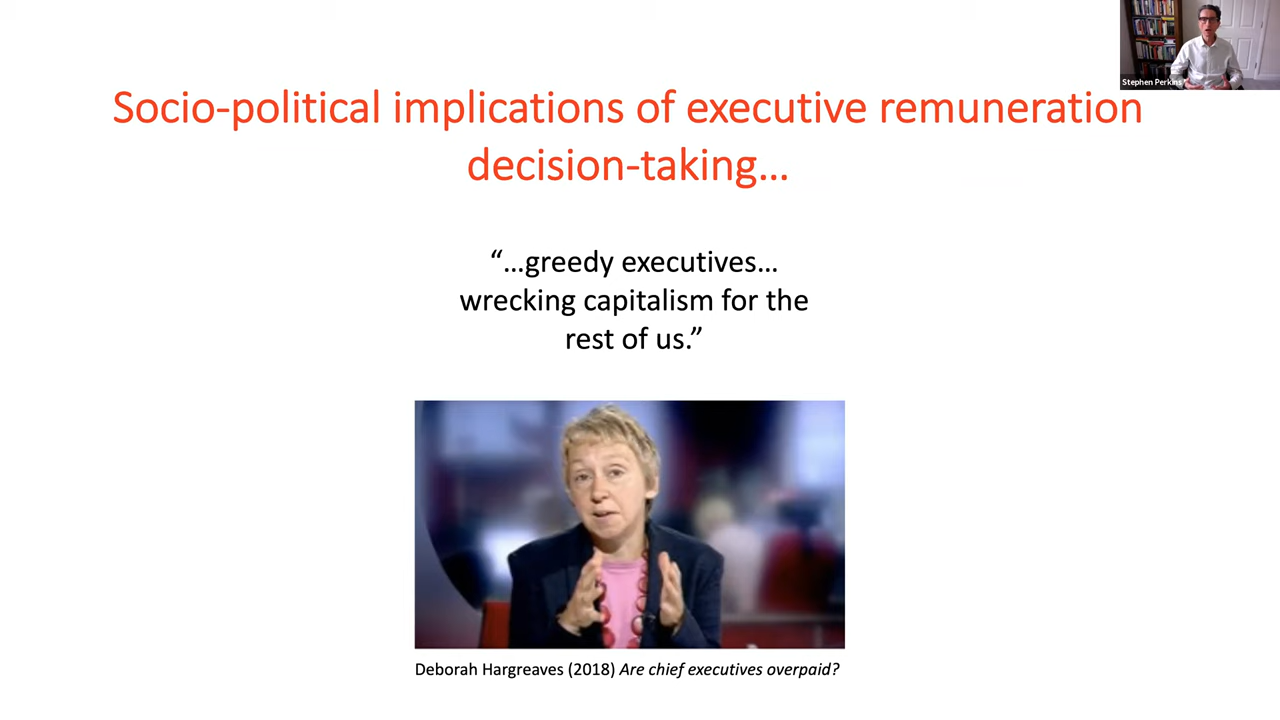 Stephen Perkins
Socio-political implications of executive remuneration
decision-taking…
“…greedy executives…
wrecking capitalism for the
rest of us.”
Deborah Hargreaves (2018) Are chief executives overpaid?